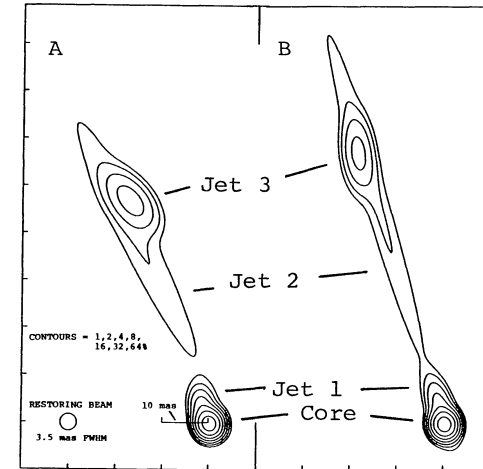 A
B
Jet 3
Jet 2
CONTOURS = 1,2,4,8,
16,32,64%
Jet 1
RESTORING BEAM
10 mas
Core
3.5 mas FWHM